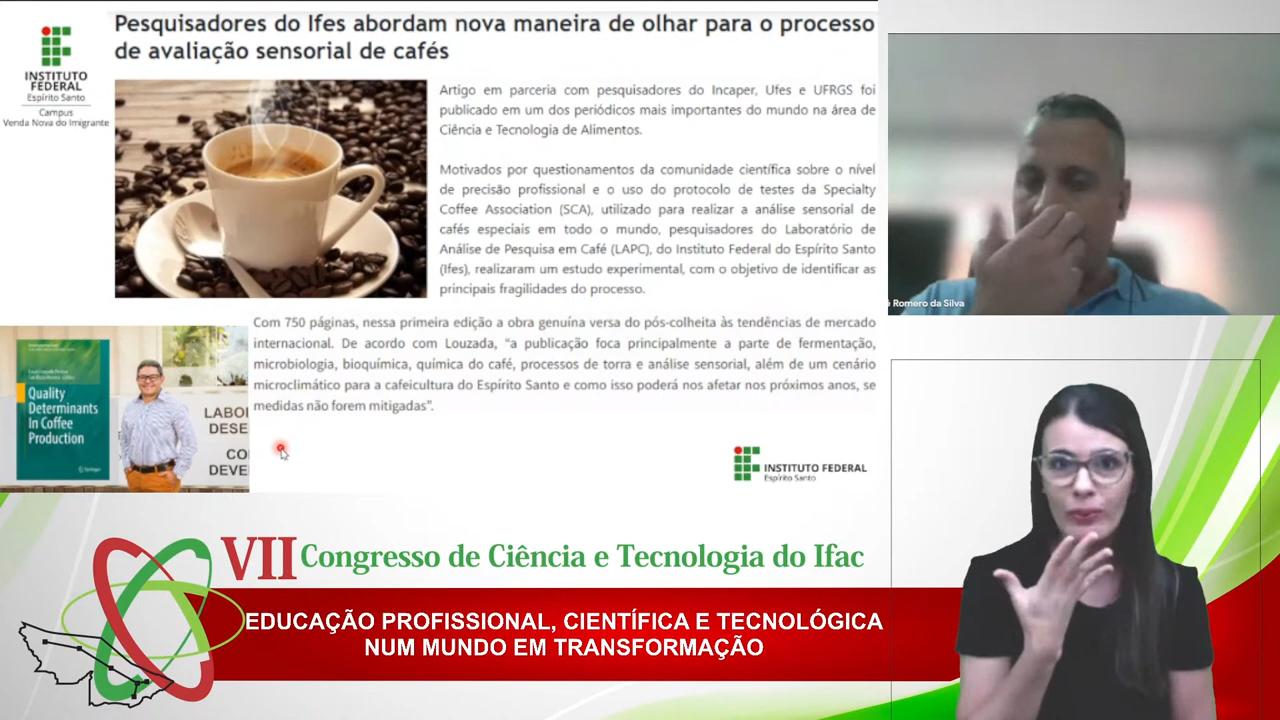 Pesquisadores do Ifes abordam nova maneira de olhar para o processo
de avaliação sensorial de cafés
INSTITUTO
FEDERAL
Espírito Santo
Campus
Venda Nova do Imigrante
Artigo em parceria com pesquisadores do Incaper, Ufes e UFRGS foi
publicado em um dos periódicos mais importantes do mundo na área de
Ciência e Tecnologia de Alimentos.
Motivados por questionamentos da comunidade científica sobre o nível
de precisão profissional e o uso do protocolo de testes da Specialty
Coffee Association (SCA), utilizado para realizar a análise sensorial de
cafés especiais em todo o mundo, pesquisadores do Laboratório de
Análise de Pesquisa em Café (LAPC), do Instituto Federal do Espírito Santo
(Ifes), realizaram um estudo experimental, com o objetivo de identificar as
principais fragilidades do processo.
Romero da Silva
Com 750 páginas, nessa primeira edição a obra genuína versa do pós-colheita às tendências de mercado
internacional. De acordo com Louzada, “a publicação foca principalmente a parte de fermentação,
microbiologia, bioquímica, química do café, processos de torra e análise sensorial, além de um cenário
microclimático para a cafeicultura do Espírito Santo e como isso poderá nos afetar nos próximos anos, se
medidas não forem mitigadas”.
Quality
Determinants
In Coffee
Production
Springer
LABO
DESE
CO
DEVE
INSTITUTO FEDERAL
Espírito Santo
VII Congresso de Ciência e Tecnologia do Ifac
EDUCAÇÃO PROFISSIONAL, CIENTÍFICA E TECNOLÓGICA
NUM MUNDO EM TRANSFORMAÇÃO